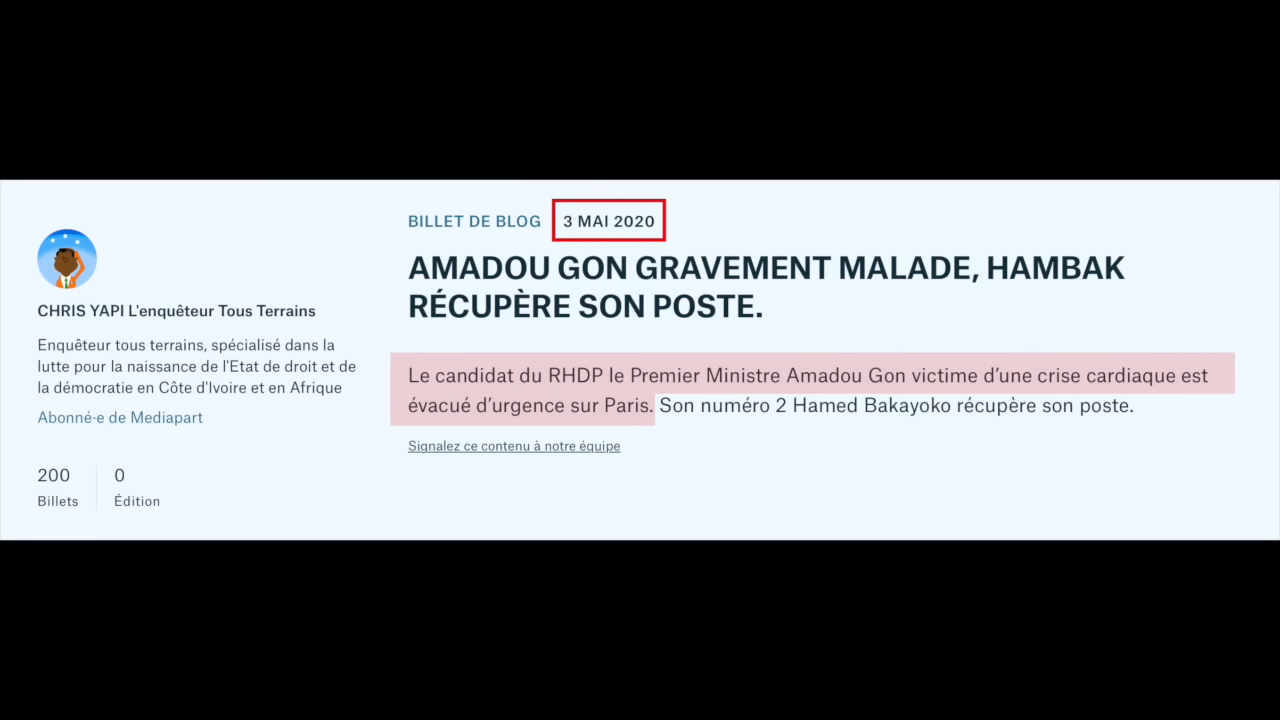 BILLET DE BLOG 3 MAI 2020
AMADOU GON GRAVEMENT MALADE, HAMBAK
RÉCUPÈRE SON POSTE.
CHRIS YAPI L'enquêteur Tous Terrains
Enquêteur tous terrains, spécialisé dans la
lutte pour la naissance de l'Etat de droit et de
la démocratie en Côte d'Ivoire et en Afrique
Abonné·e de Mediapart
200
Billets
0
Édition
Le candidat du RHDP le Premier Ministre Amadou Gon victime d’une crise cardiaque est
évacué d’urgence sur Paris. Son numéro 2 Hamed Bakayoko récupère son poste.
Signalez ce contenu à notre équipe